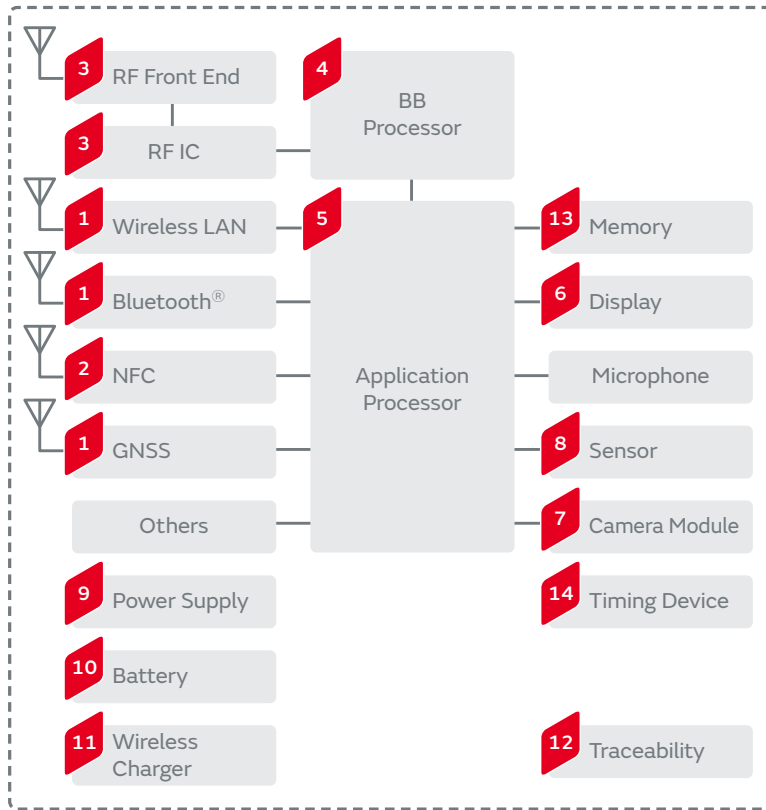 3
RF Front End
4
BB
Processor
3
RF IC
1
Wireless LAN
5
13
Memory
1
Bluetooth®
6
Display
2
NFC
Application
Processor
Microphone
1
GNSS
8
Sensor
Others
7
Camera Module
9
Power Supply
14
Timing Device
10
Battery
11
Wireless
Charger
12
Traceability